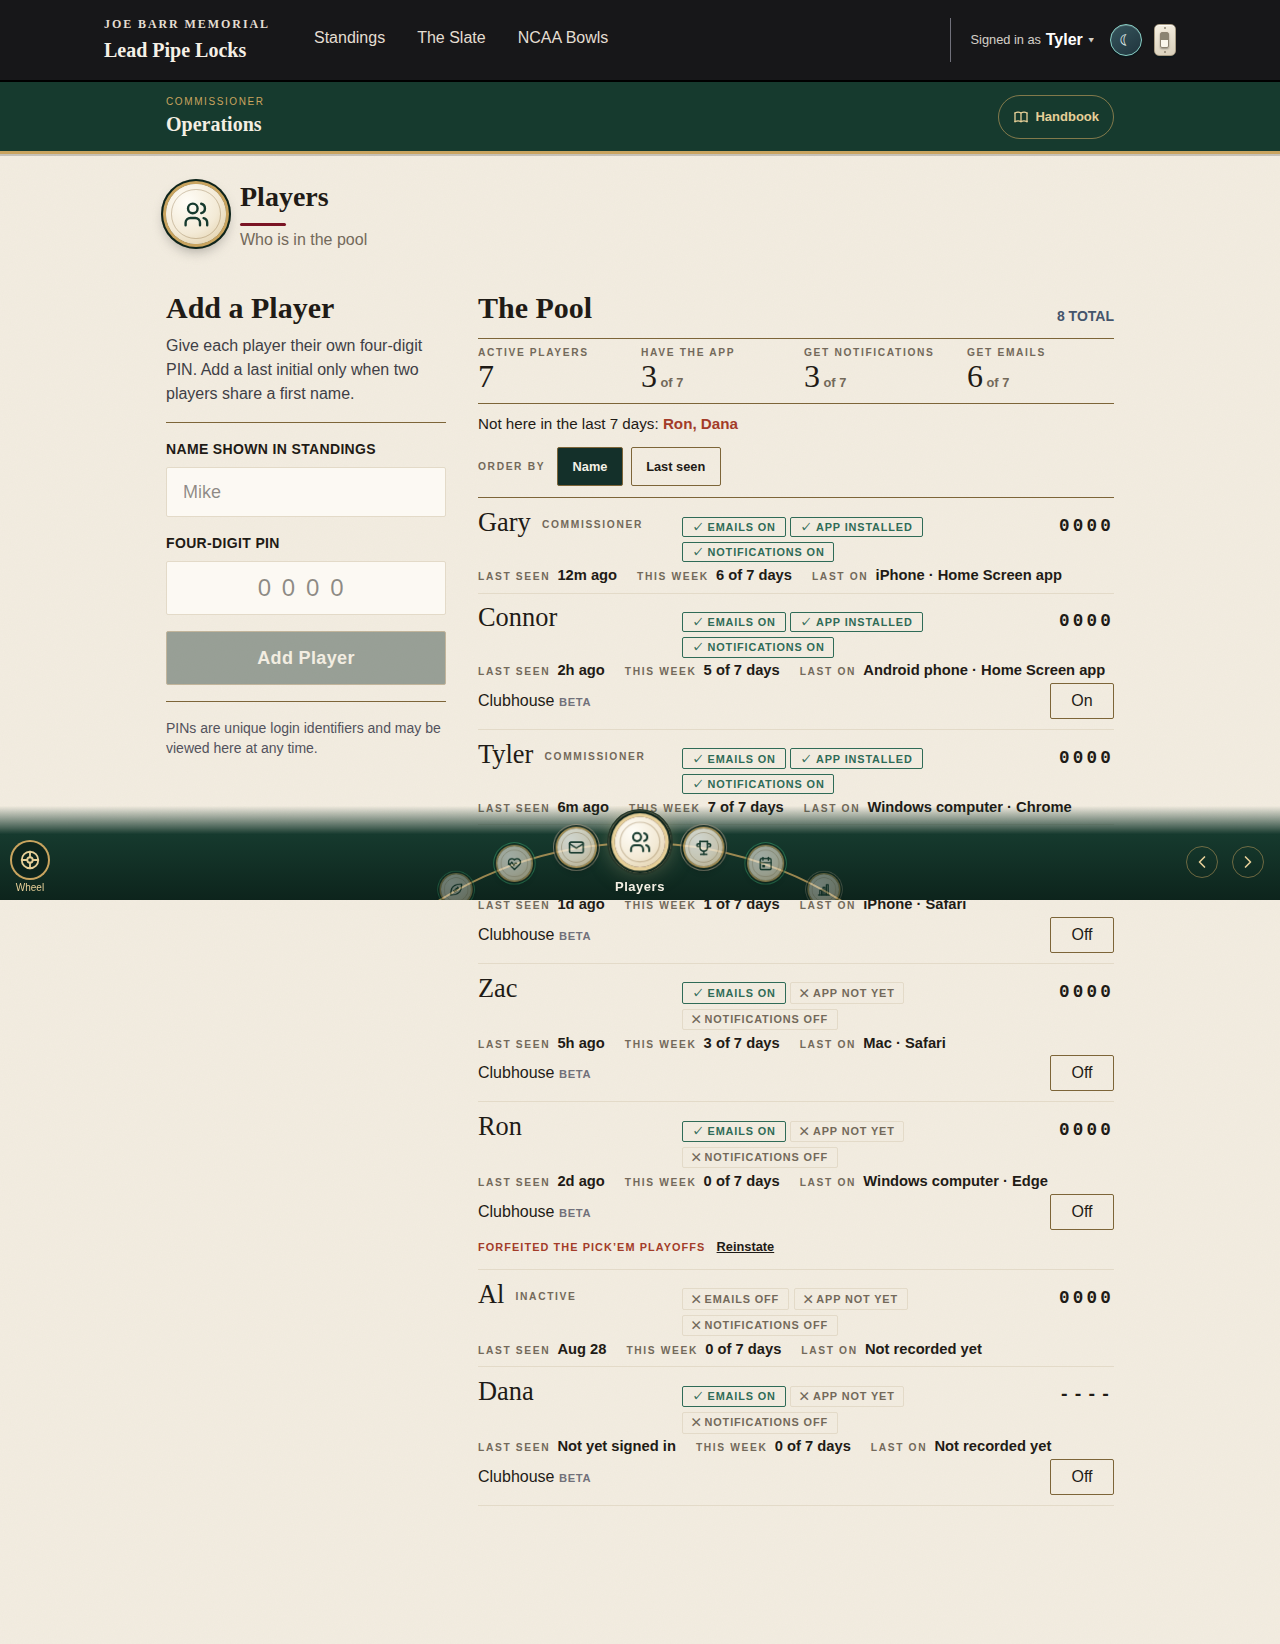 JOE BARR MEMORIAL
Lead Pipe Locks
Standings
The Slate
NCAA Bowls
Signed in as Tyler
COMMISSIONER
Operations
Handbook
Players
Who is in the pool
Add a Player
Give each player their own four-digit
PIN. Add a last initial only when two
players share a first name.
NAME SHOWN IN STANDINGS
Mike
FOUR-DIGIT PIN
0000
Add Player
PINs are unique login identifiers and may be
viewed here at any time.
The Pool
8 TOTAL
ACTIVE PLAYERS
7
HAVE THE APP
3 of 7
GET NOTIFICATIONS
3 of 7
GET EMAILS
6 of 7
Not here in the last 7 days: Ron, Dana
ORDER BY Name Last seen
Gary COMMISSIONER ✓ EMAILS ON ✓ APP INSTALLED 0000
✓ NOTIFICATIONS ON
LAST SEEN 12m ago THIS WEEK 6 of 7 days LAST ON iPhone · Home Screen app
Connor ✓ EMAILS ON ✓ APP INSTALLED 0000
✓ NOTIFICATIONS ON
LAST SEEN 2h ago THIS WEEK 5 of 7 days LAST ON Android phone · Home Screen app
Clubhouse BETA On
Tyler COMMISSIONER ✓ EMAILS ON ✓ APP INSTALLED 0000
✓ NOTIFICATIONS ON
LAST SEEN 6m ago THIS WEEK 7 of 7 days LAST ON Windows computer · Chrome
Wheel
Players
LAST SEEN 1d ago THIS WEEK 1 of 7 days LAST ON iPhone · Safari
Clubhouse BETA Off
Zac ✓ EMAILS ON ✕ APP NOT YET 0000
✕ NOTIFICATIONS OFF
LAST SEEN 5h ago THIS WEEK 3 of 7 days LAST ON Mac · Safari
Clubhouse BETA Off
Ron ✓ EMAILS ON ✕ APP NOT YET 0000
✕ NOTIFICATIONS OFF
LAST SEEN 2d ago THIS WEEK 0 of 7 days LAST ON Windows computer · Edge
Clubhouse BETA Off
FORFEITED THE PICK’EM PLAYOFFS Reinstate
Al INACTIVE ✕ EMAILS OFF ✕ APP NOT YET 0000
✕ NOTIFICATIONS OFF
LAST SEEN Aug 28 THIS WEEK 0 of 7 days LAST ON Not recorded yet
Dana ✓ EMAILS ON ✕ APP NOT YET ----
✕ NOTIFICATIONS OFF
LAST SEEN Not yet signed in THIS WEEK 0 of 7 days LAST ON Not recorded yet
Clubhouse BETA Off